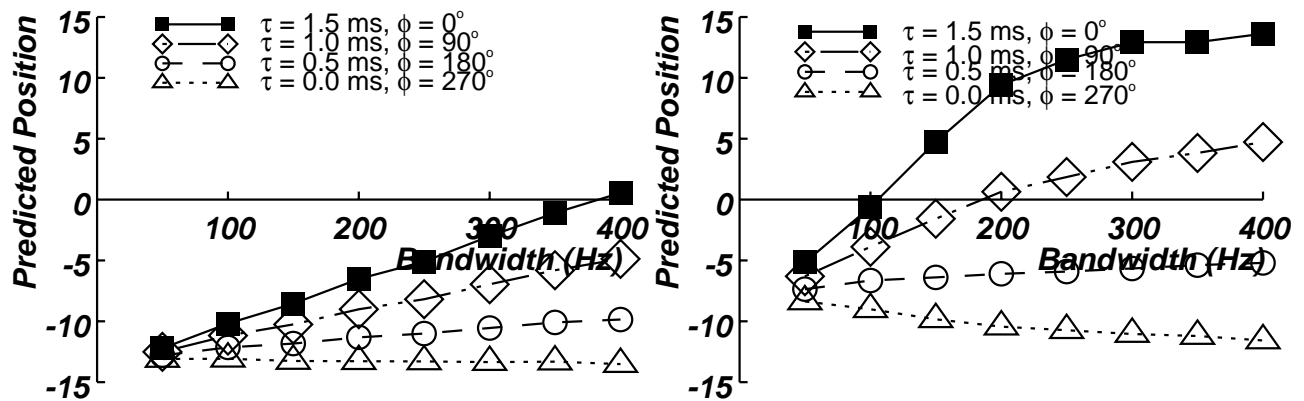 Predicted Position
15
10
5
0
-5
-10
-15
τ = 1.5 ms, ϕ = 0°
τ = 1.0 ms, ϕ = 90°
τ = 0.5 ms, ϕ = 180°
τ = 0.0 ms, ϕ = 270°
100 200 300 400
Bandwidth (Hz)
Predicted Position
15
10
5
0
-5
-10
-15
τ = 1.5 ms, ϕ = 0°
τ = 1.0 ms, ϕ = 90°
τ = 0.5 ms, ϕ = 180°
τ = 0.0 ms, ϕ = 270°
100 200 300 400
Bandwidth (Hz)